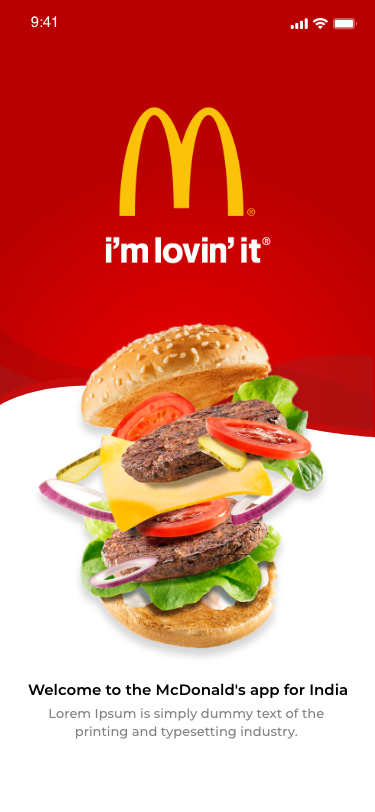 9:41
i'm lovin' it®
Welcome to the McDonald's app for India
Lorem Ipsum is simply dummy text of the
printing and typesetting industry.